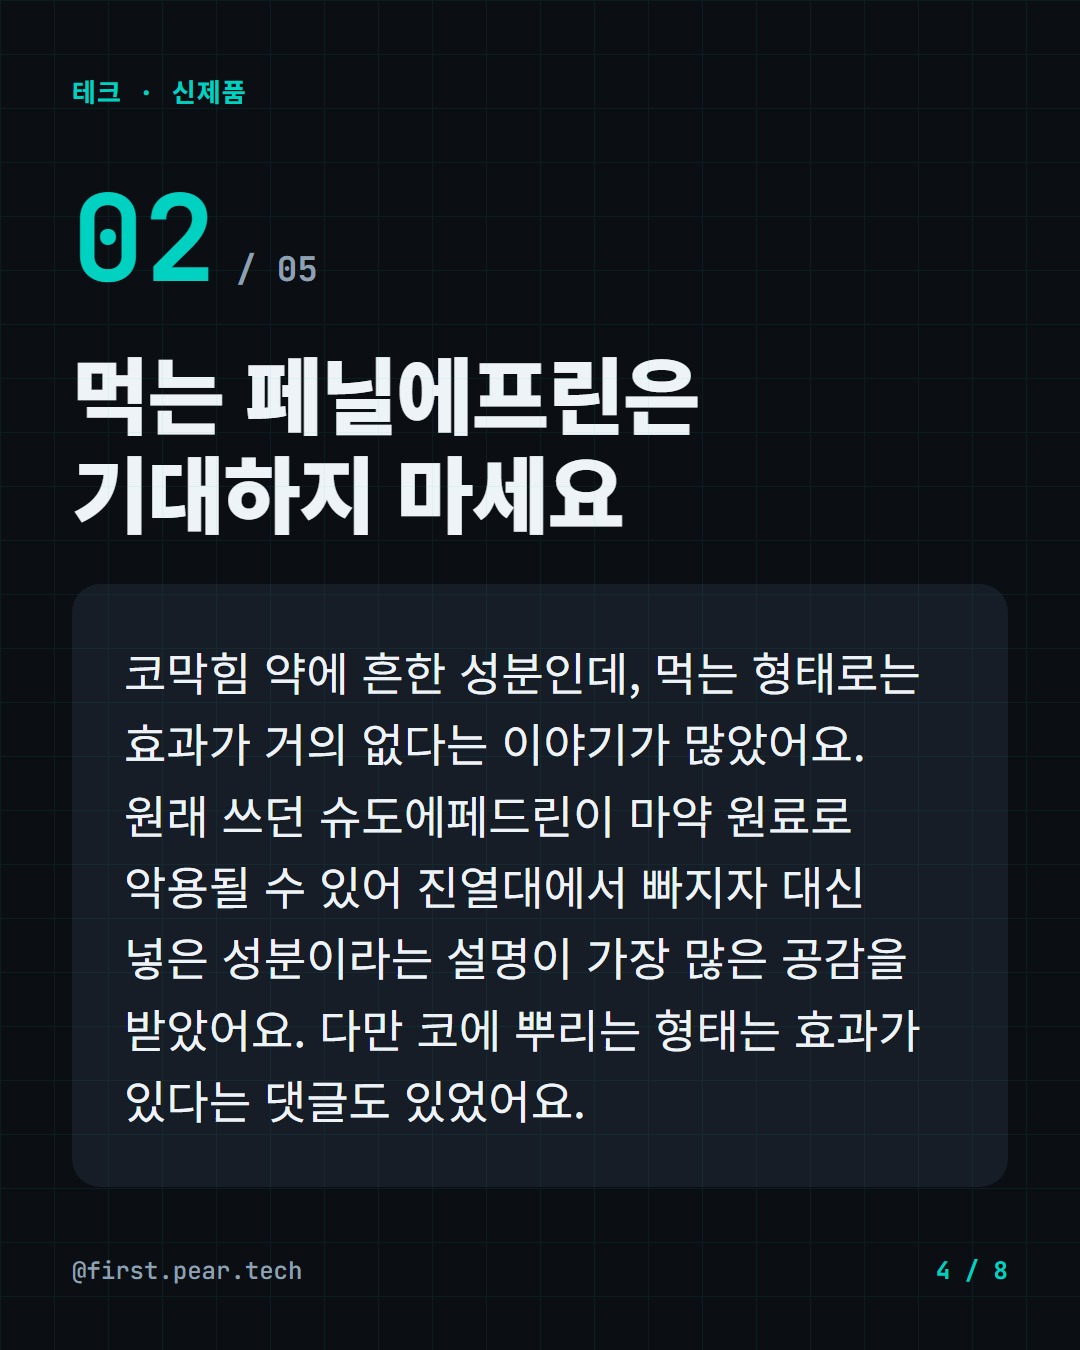 테크 · 신제품
02 / 05
먹는 페닐에프린은
기대하지 마세요
코막힘 약에 흔한 성분인데, 먹는 형태로는
효과가 거의 없다는 이야기가 많았어요.
원래 쓰던 슈도에페드린이 마약 원료로
악용될 수 있어 진열대에서 빠지자 대신
넣은 성분이라는 설명이 가장 많은 공감을
받았어요. 다만 코에 뿌리는 형태는 효과가
있다는 댓글도 있었어요.
@first.pear.tech
4 / 8